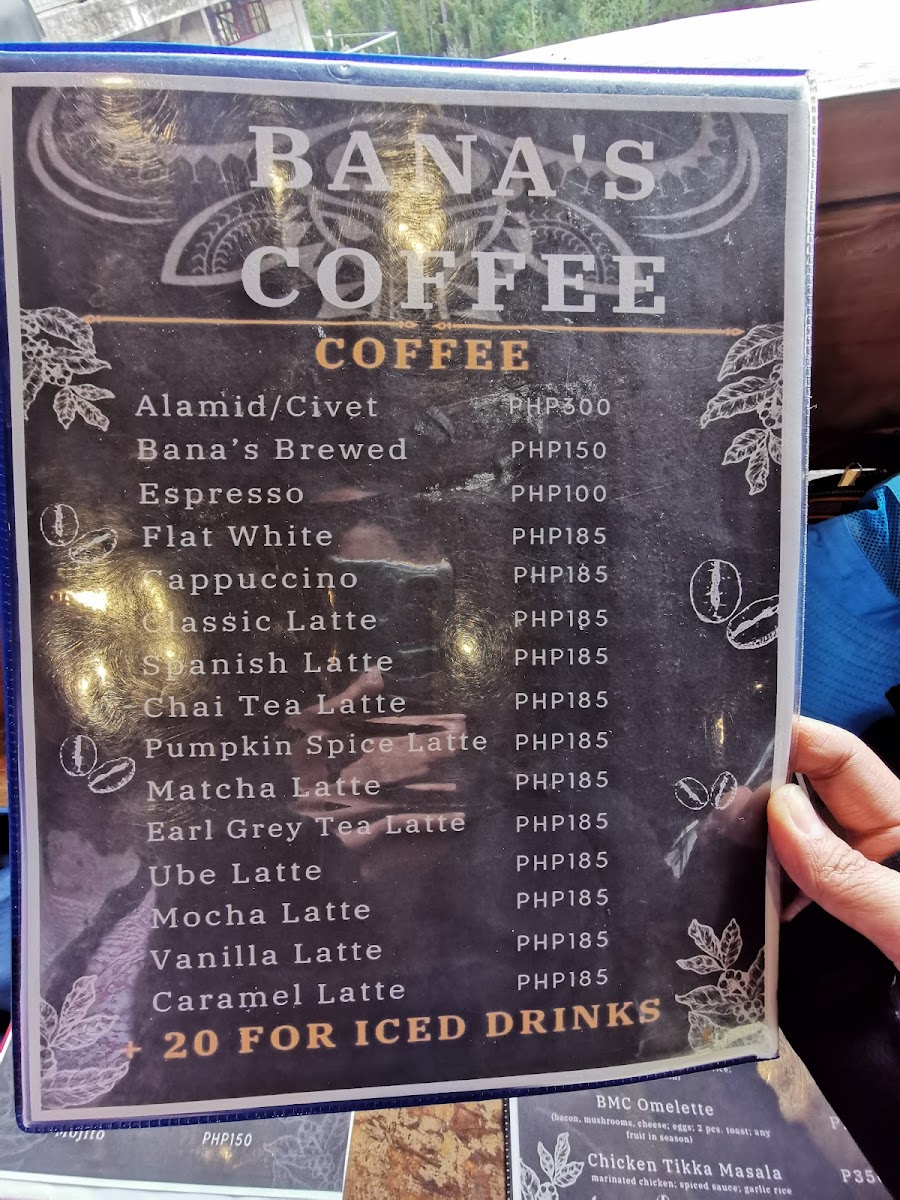 BANA'S
COFFEE
COFFEE
Alamid/Civet PHP300
Bana's Brewed PHP150
Espresso PHP100
Flat White PHP185
Cappuccino PHP185
Classic Latte PHP185
Spanish Latte PHP185
Chai Tea Latte PHP185
Pumpkin Spice Latte PHP185
Matcha Latte PHP185
Earl Grey Tea Latte PHP185
Ube Latte PHP185
Mocha Latte PHP185
Vanilla Latte PHP185
Caramel Latte PHP185
+ 20 FOR ICED DRINKS
Mojito PHP150
BMC Omelette
(bacon, mushrooms, cheese; eggs; 2 pcs. toast; any
fruit in season)
Chicken Tikka Masala
marinated chicken; spiced sauce; garlic rice